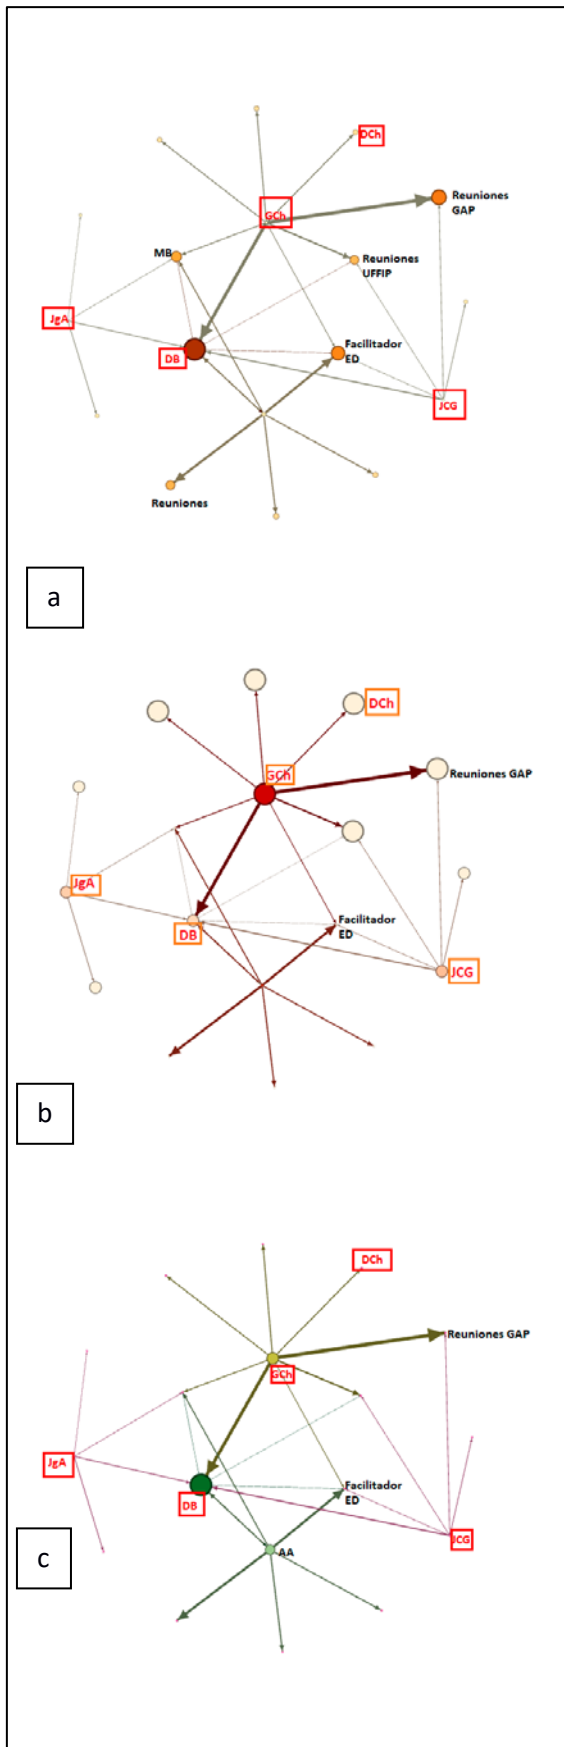 DCh
Reuniones
GAP
GCh
MB
Reuniones
UFFIP
JgA
DB
Facilitador
ED
JCG
Reuniones
a
DCh
GCh
Reuniones GAP
JgA
DB
Facilitador
ED
JCG
b
DCh
Reuniones GAP
GCh
JgA
DB
Facilitador
ED
JCG
AA
c